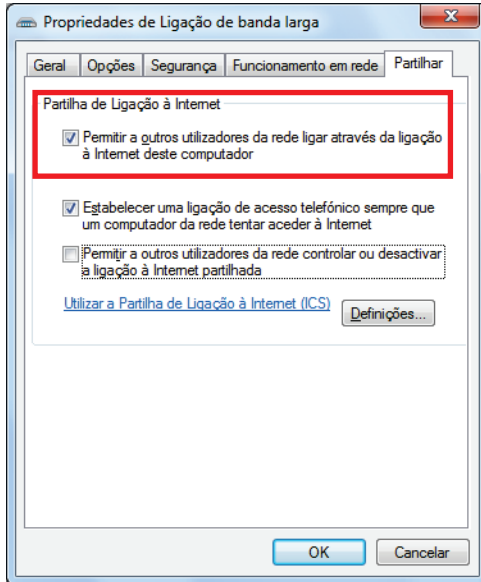 Propriedades de Ligação de banda larga
Geral Opções Segurança Funcionamento em rede Partilhar
Partilha de Ligação à Internet
Permitir a outros utilizadores da rede ligar através da ligação
à Internet deste computador
Estabelecer uma ligação de acesso telefónico sempre que
um computador da rede tentar aceder à Internet
Permitir a outros utilizadores da rede controlar ou desactivar
a ligação à Internet partilhada
Utilizar a Partilha de Ligação à Internet (ICS)
Definições...
OK Cancelar